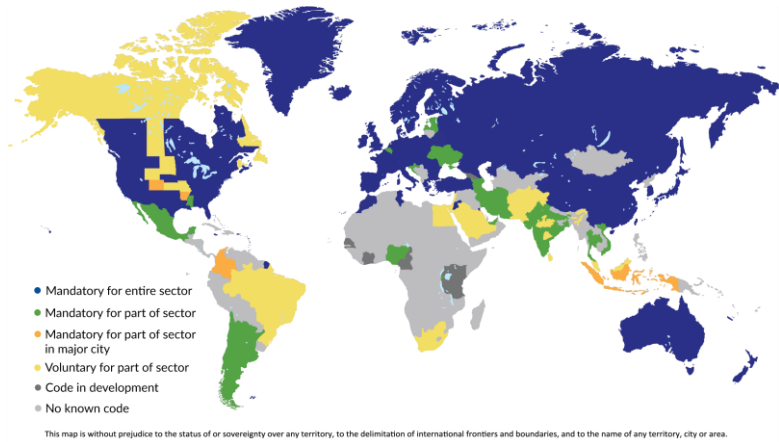 Mandatory for entire sector
Mandatory for part of sector
Mandatory for part of sector
in major city
Voluntary for part of sector
Code in development
No known code
This map is without prejudice to the status of or sovereignty over any territory, to the delimitation of international frontiers and boundaries, and to the name of any territory, city or area.